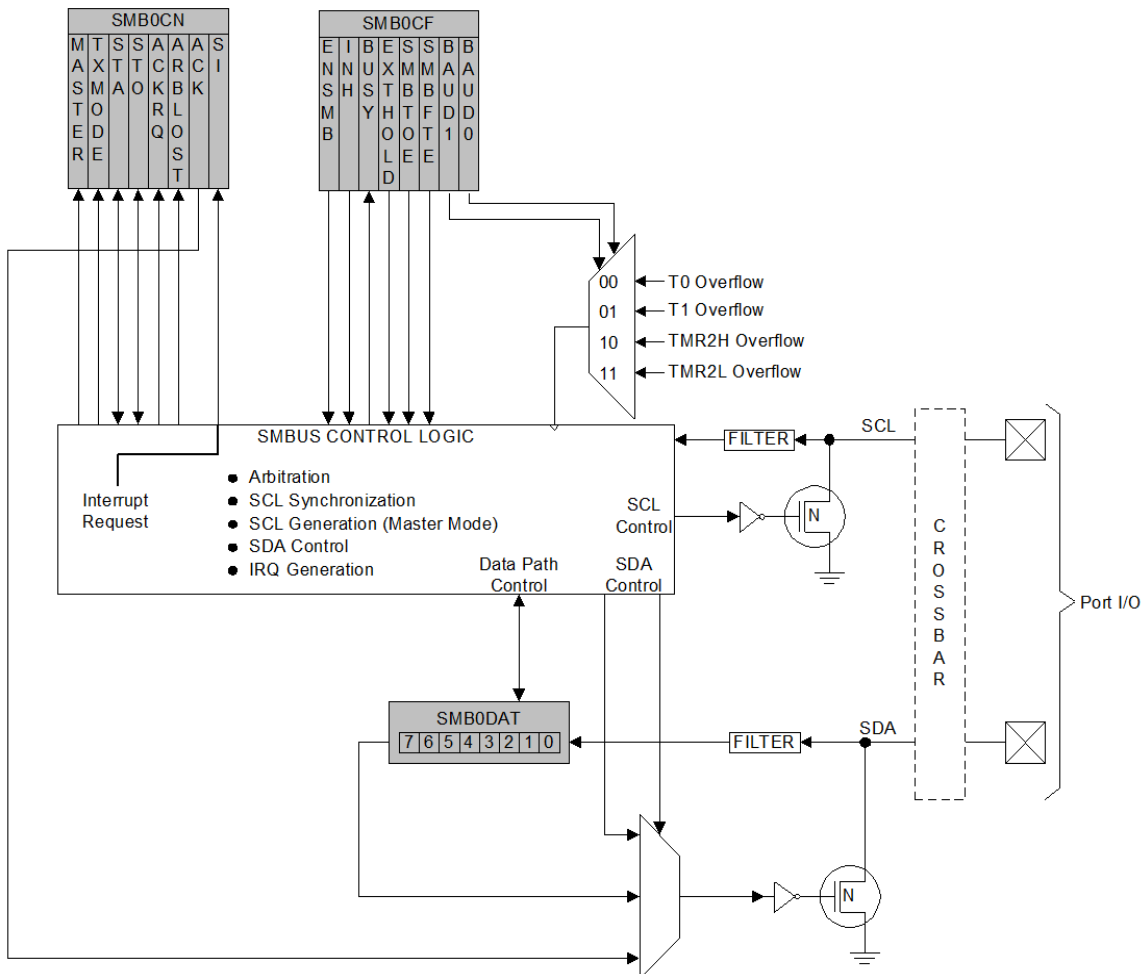 SMB0CN
MASTER
TXMODE
STA
STO
ACKRQ
ARBLOST
ACK
SI
SMB0CF
ENSMB
INH
BUSY
EXTHOLD
SMBTOE
SMBFTE
BAUD1
BAUD0
00
T0 Overflow
01
T1 Overflow
10
TMR2H Overflow
11
TMR2L Overflow
SMBUS CONTROL LOGIC
Interrupt
Request
Arbitration
SCL Synchronization
SCL Generation (Master Mode)
SDA Control
IRQ Generation
SCL
Control
Data Path
Control
SDA
Control
FILTER
SCL
N
CROSSBAR
Port I/O
SMB0DAT
7 6 5 4 3 2 1 0
FILTER
SDA
N